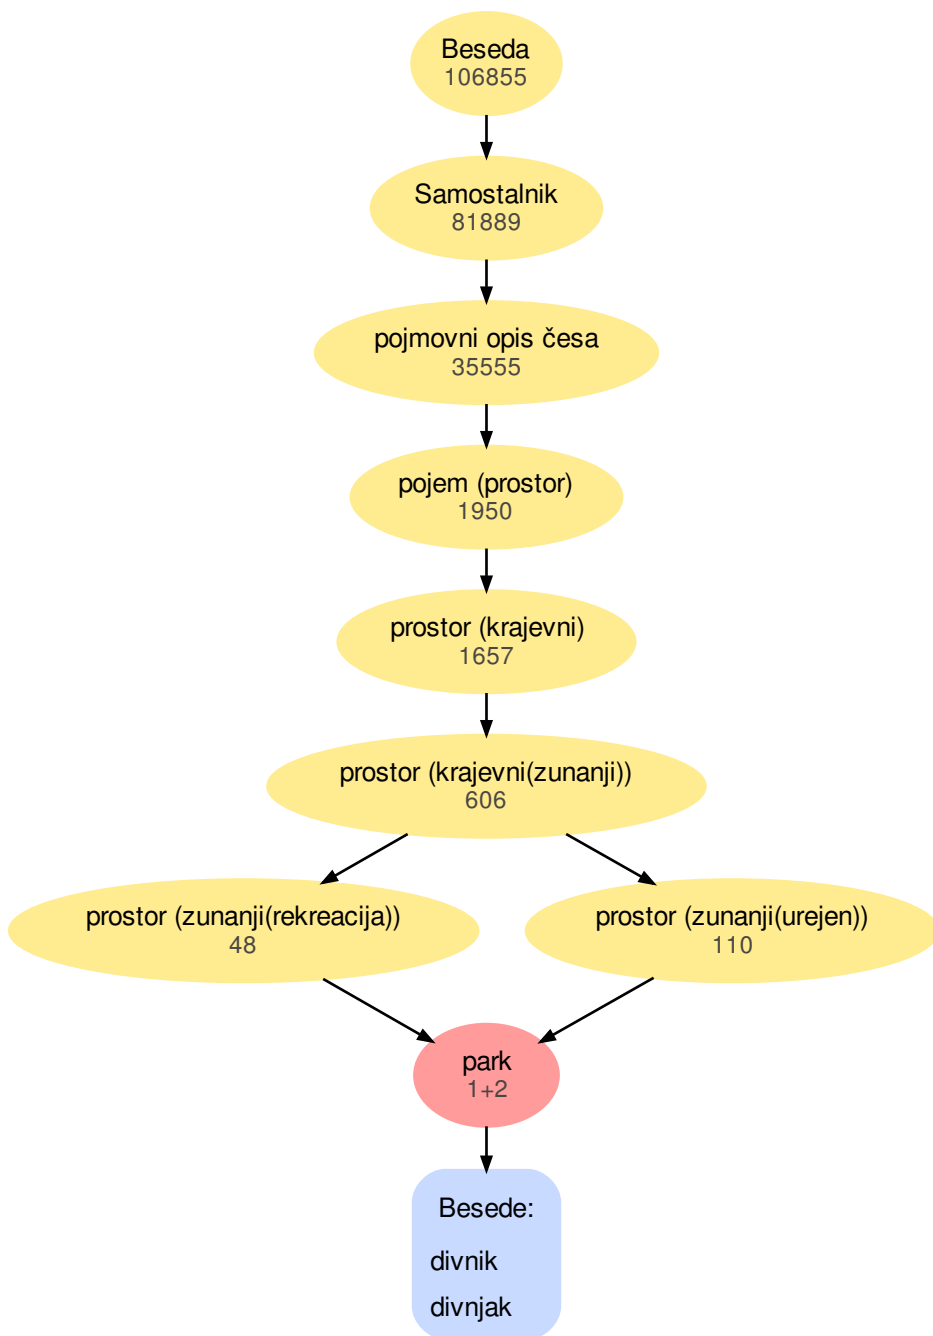 Beseda
106855
Samostalnik
81889
pojmovni opis česa
35555
pojem (prostor)
1950
prostor (krajevni)
1657
prostor (krajevni(zunanji))
606
prostor (zunanji(rekreacija))
48
prostor (zunanji(urejen))
110
park
1+2
Besede:
divnik
divnjak